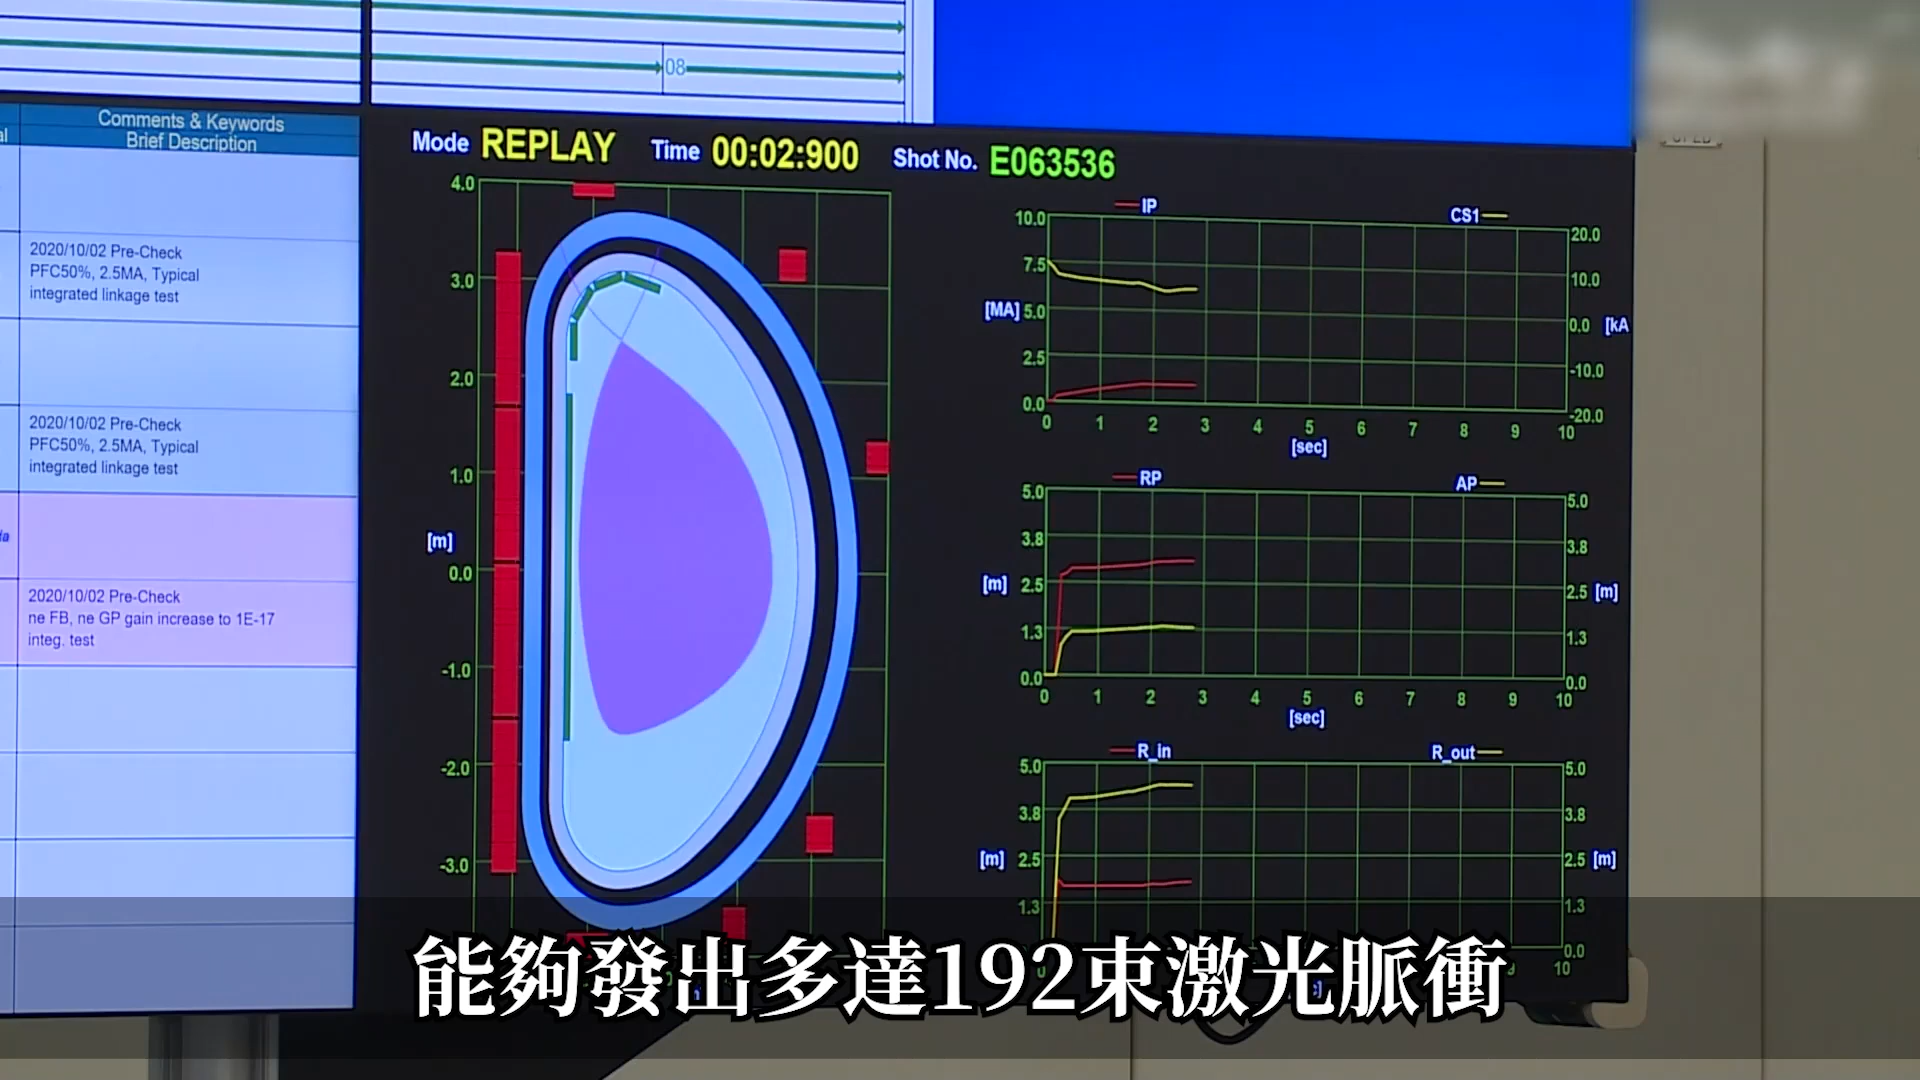 08
Comments & Keywords
Brief Description
2020/10/02 Pre-Check
PFC50%, 2.5MA, Typical
integrated linkage test
2020/10/02 Pre-Check
PFC50%, 2.5MA, Typical
integrated linkage test
2020/10/02 Pre-Check
ne FB, ne GP gain increase to 1E-17
integ. test
Mode REPLAY Time 00:02:900 Shot No. E063536
4.0
3.0
2.0
1.0
[m]
0.0
-1.0
-2.0
-3.0
IP CS1
10.0 20.0
7.5 10.0
[MA] 5.0 0.0 [kA
2.5 -10.0
0.0 -20.0
0 1 2 3 4 5 6 7 8 9 10
[sec]
RP AP
5.0 5.0
3.8 3.8
[m] 2.5 2.5 [m]
1.3 1.3
0.0 0.0
0 1 2 3 4 5 6 7 8 9 10
[sec]
R_in R_out
5.0 5.0
3.8 3.8
[m] 2.5 2.5 [m]
1.3 1.3
0.0
10
能夠發出多達192束激光脈衝